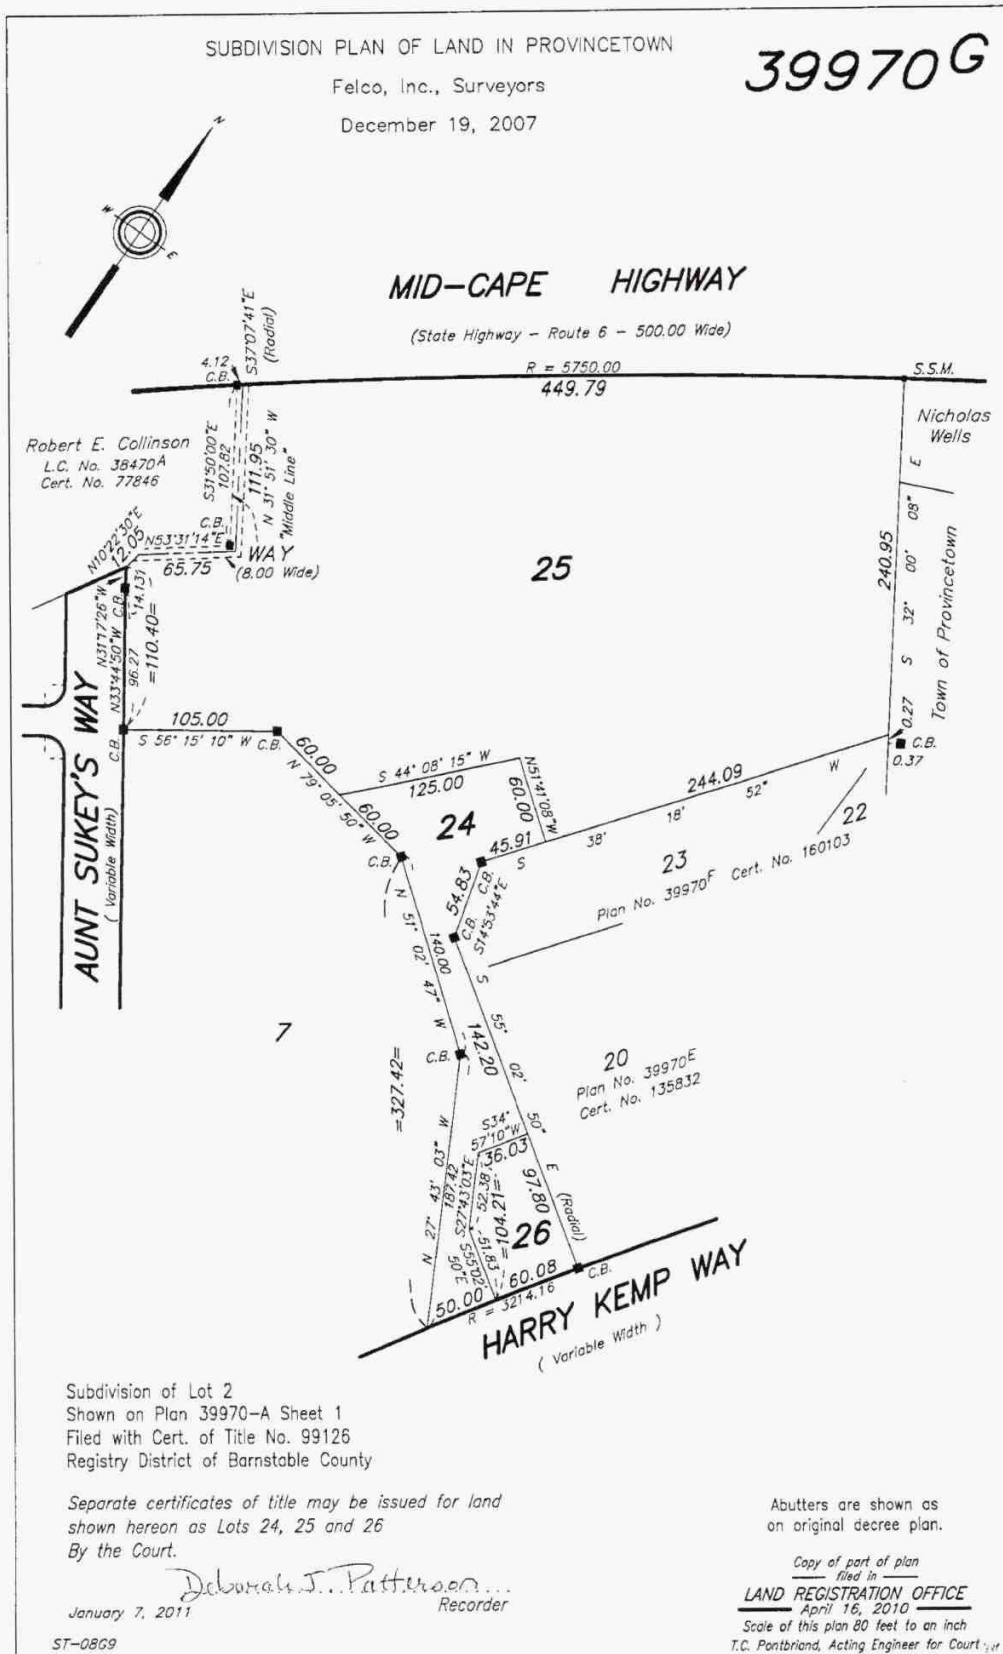 SUBDIVISION PLAN OF LAND IN PROVINCETOWN
Felco, Inc., Surveyors
December 19, 2007
39970G
N
W
E
MID-CAPE HIGHWAY
(State Highway - Route 6 - 500.00 Wide)
R = 5750.00
449.79
S.S.M.
S37°07'41"E
(Radial)
4.12
C.B.
Nicholas
Wells
Robert E. Collinson
L.C. No. 38470A
Cert. No. 77846
S31°50'00"E
107.82
111.95
N 31° 51' 30" W
"Middle Line"
C.B.
N10°22'30"E
12.05
N53°31'14"E
65.75
WAY
(8.00 Wide)
25
240.95
S 32° 00' 08" E
Town of Provincetown
N31°17'26"W
C.B.
14.131
N33°44'50"W
96.27
=110.40=
AUNT SUKEY'S WAY
( Variable Width)
C.B.
105.00
S 56° 15' 10" W
C.B.
0.27
C.B.
0.37
60.00
N 79° 05' 50" W
60.00
S 44° 08' 15" W
125.00
N51°41'08"W
60.00
24
244.09
45.91
S 38° 18' 52" W
22
23
Plan No. 39970F Cert. No. 160103
C.B.
54.83
C.B.
S14°53'44"E
C.B.
N 51° 02' 47" W
140.00
C.B.
142.20
S 55° 02' 50" E
(Radial)
7
20
Plan No. 39970E
Cert. No. 135832
=327.42=
N 27° 43' 03" W
187.42
S34°
57'10"W
36.03
S27°43'03"E
52.38
=104.21=
51.83
S55°02'
50"E
97.80
26
50.00
60.08
R = 3214.16
C.B.
HARRY KEMP WAY
( Variable Width )
Subdivision of Lot 2
Shown on Plan 39970-A Sheet 1
Filed with Cert. of Title No. 99126
Registry District of Barnstable County
Separate certificates of title may be issued for land
shown hereon as Lots 24, 25 and 26
By the Court.
Deborah J. Patterson
Recorder
January 7, 2011
ST-08G9
Abutters are shown as
on original decree plan.
Copy of part of plan
filed in
LAND REGISTRATION OFFICE
April 16, 2010
Scale of this plan 80 feet to an inch
T.C. Pontbriand, Acting Engineer for Court